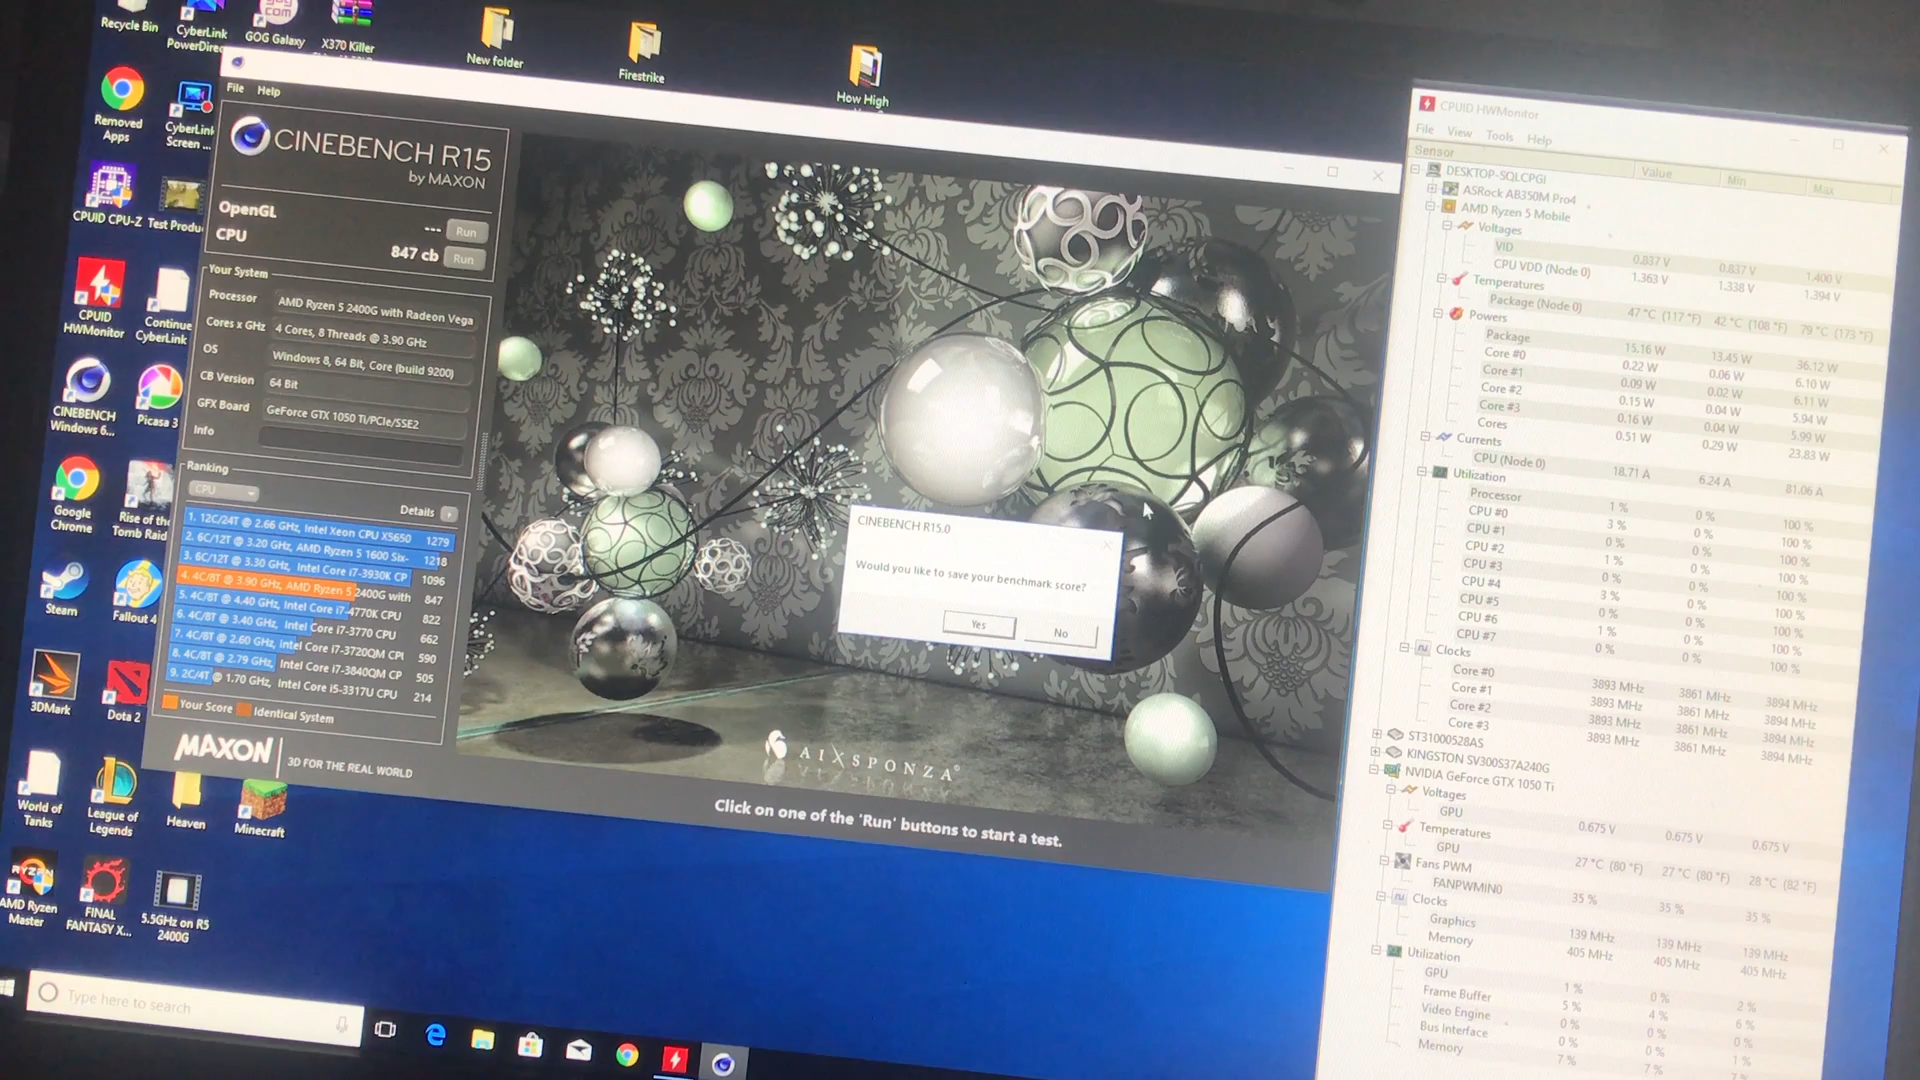 Recycle Bin
CyberLink
PowerDirec
GOG Galaxy
X370 Killer
New folder
Firestrike
How High
Removed
Apps
CyberLink
Screen ...
CPUID CPU-Z
Test Produ
CPUID
HWMonitor
Continue
CyberLink
CINEBENCH
Windows 6...
Picasa 3
Google
Chrome
Rise of the
Tomb Raid
Steam
Fallout 4
3DMark
Dota 2
World of
Tanks
League of
Legends
Heaven
Minecraft
RYZEN
AMD Ryzen
Master
FINAL
FANTASY X...
5.5GHz on R5
2400G
Type here to search
File Help
CINEBENCH R15
by MAXON
OpenGL
--- Run
CPU
847 cb Run
Your System
Processor AMD Ryzen 5 2400G with Radeon Vega
Cores x GHz 4 Cores, 8 Threads @ 3.90 GHz
OS Windows 8, 64 Bit, Core (build 9200)
CB Version 64 Bit
GFX Board GeForce GTX 1050 Ti/PCIe/SSE2
Info
Ranking
CPU Details
1. 12C/24T @ 2.66 GHz, Intel Xeon CPU X5650 1279
2. 6C/12T @ 3.20 GHz, AMD Ryzen 5 1600 Six- 1218
3. 6C/12T @ 3.30 GHz, Intel Core i7-3930K CP 1096
4. 4C/8T @ 3.90 GHz, AMD Ryzen 5 2400G with 847
5. 4C/8T @ 4.40 GHz, Intel Core i7-4770K CPU 822
6. 4C/8T @ 3.40 GHz, Intel Core i7-3770 CPU 662
7. 4C/8T @ 2.60 GHz, Intel Core i7-3720QM CPI 590
8. 4C/8T @ 2.79 GHz, Intel Core i7-3840QM CP 505
9. 2C/4T @ 1.70 GHz, Intel Core i5-3317U CPU 214
Your Score Identical System
MAXON 3D FOR THE REAL WORLD
AIXSPONZA©
Click on one of the 'Run' buttons to start a test.
CINEBENCH R15.0
Would you like to save your benchmark score?
Yes No
CPUID HWMonitor
File View Tools Help
Sensor Value Min Max
DESKTOP-SQLCPGI
ASRock AB350M Pro4
AMD Ryzen 5 Mobile
Voltages
VID 0.837 V 0.837 V 1.400 V
CPU VDD (Node 0) 1.363 V 1.338 V 1.394 V
Temperatures
Package (Node 0) 47 °C (117 °F) 42 °C (108 °F) 79 °C (173 °F)
Powers
Package 15.16 W 13.45 W 36.12 W
Core #0 0.22 W 0.06 W 6.10 W
Core #1 0.09 W 0.02 W 6.11 W
Core #2 0.15 W 0.04 W 5.94 W
Core #3 0.16 W 0.04 W 5.99 W
Cores 0.51 W 0.29 W 23.83 W
Currents
CPU (Node 0) 18.71 A 6.24 A 81.06 A
Utilization
Processor 1 % 0 % 100 %
CPU #0 3 % 0 % 100 %
CPU #1 0 % 0 % 100 %
CPU #2 1 % 0 % 100 %
CPU #3 0 % 0 % 100 %
CPU #4 3 % 0 % 100 %
CPU #5 0 % 0 % 100 %
CPU #6 1 % 0 % 100 %
CPU #7 0 % 0 % 100 %
Clocks
Core #0 3893 MHz 3861 MHz 3894 MHz
Core #1 3893 MHz 3861 MHz 3894 MHz
Core #2 3893 MHz 3861 MHz 3894 MHz
Core #3 3893 MHz 3861 MHz 3894 MHz
ST31000528AS
KINGSTON SV300S37A240G
NVIDIA GeForce GTX 1050 Ti
Voltages
GPU 0.675 V 0.675 V 0.675 V
Temperatures
GPU 27 °C (80 °F) 27 °C (80 °F) 28 °C (82 °F)
Fans PWM
FANPWMIN0 35 % 35 % 35 %
Clocks
Graphics 139 MHz 139 MHz 139 MHz
Memory 405 MHz 405 MHz 405 MHz
Utilization
GPU 1 % 0 % 2 %
Frame Buffer 5 % 4 % 6 %
Video Engine 0 % 0 % 0 %
Bus Interface 0 % 0 % 1 %
Memory 7 % 7 %